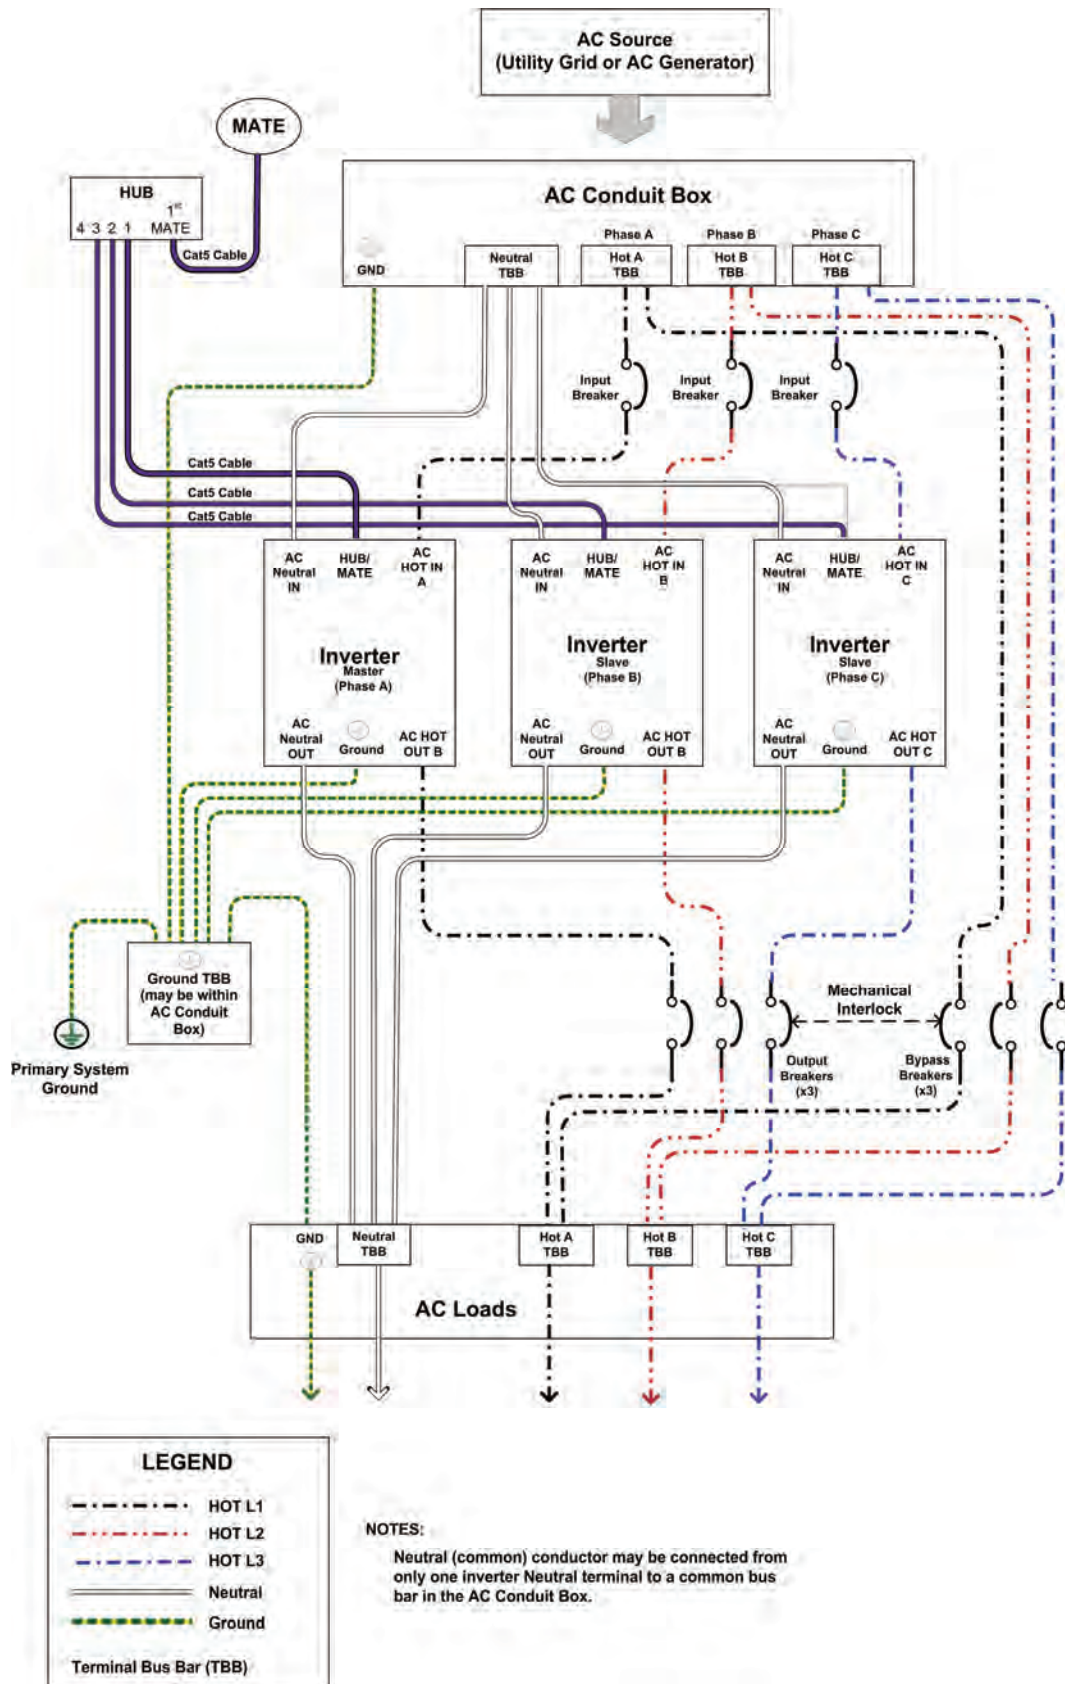 AC Source
(Utility Grid or AC Generator)
MATE
HUB
1st
4 3 2 1 MATE
Cat5 Cable
AC Conduit Box
GND
Neutral
TBB
Phase A
Hot A
TBB
Phase B
Hot B
TBB
Phase C
Hot C
TBB
Input
Breaker
Input
Breaker
Input
Breaker
Cat5 Cable
Cat5 Cable
Cat5 Cable
AC
Neutral
IN
HUB/
MATE
AC
HOT IN
A
Inverter
Master
(Phase A)
AC
Neutral
OUT
Ground
AC HOT
OUT B
AC
Neutral
IN
HUB/
MATE
AC
HOT IN
B
Inverter
Slave
(Phase B)
AC
Neutral
OUT
Ground
AC HOT
OUT B
AC
Neutral
IN
HUB/
MATE
AC
HOT IN
C
Inverter
Slave
(Phase C)
AC
Neutral
OUT
Ground
AC HOT
OUT C
Ground TBB
(may be within
AC Conduit
Box)
Primary System
Ground
Mechanical
Interlock
Output
Breakers
(x3)
Bypass
Breakers
(x3)
GND
Neutral
TBB
Hot A
TBB
Hot B
TBB
Hot C
TBB
AC Loads
LEGEND
HOT L1
HOT L2
HOT L3
Neutral
Ground
Terminal Bus Bar (TBB)
NOTES:
Neutral (common) conductor may be connected from
only one inverter Neutral terminal to a common bus
bar in the AC Conduit Box.